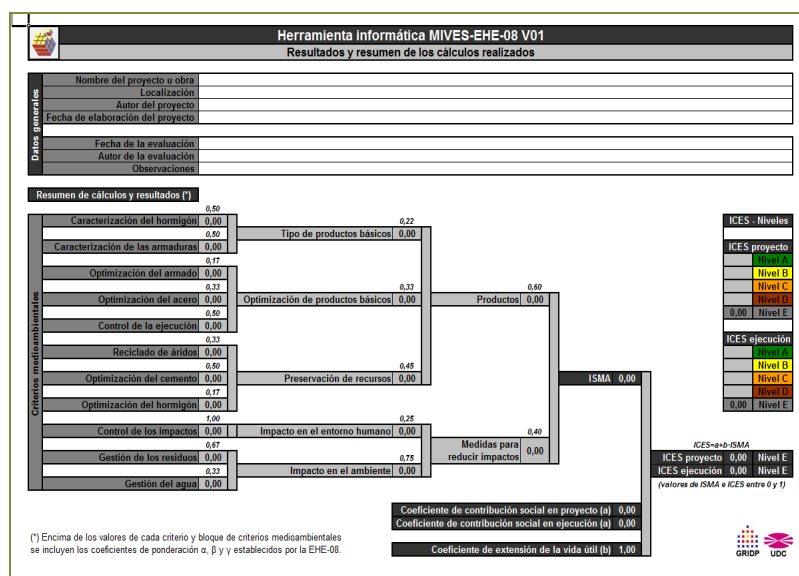 Herramienta informática MIVES-EHE-08 V01
Resultados y resumen de los cálculos realizados
Datos generales
Nombre del proyecto u obra
Localización
Autor del proyecto
Fecha de elaboración del proyecto
Fecha de la evaluación
Autor de la evaluación
Observaciones
Resumen de cálculos y resultados (*)
Criterios medioambientales
0,50
Caracterización del hormigón 0,00
0,50
Caracterización de las armaduras 0,00
0,17
Optimización del armado 0,00
0,33
Optimización del acero 0,00
0,50
Control de la ejecución 0,00
0,33
Reciclado de áridos 0,00
0,50
Optimización del cemento 0,00
0,17
Optimización del hormigón 0,00
1,00
Control de los impactos 0,00
0,67
Gestión de los residuos 0,00
0,33
Gestión del agua 0,00
0,22
Tipo de productos básicos 0,00
0,33
Optimización de productos básicos 0,00
0,45
Preservación de recursos 0,00
0,25
Impacto en el entorno humano 0,00
0,75
Impacto en el ambiente 0,00
0,60
Productos 0,00
0,40
Medidas para
reducir impactos 0,00
ISMA 0,00
Coeficiente de contribución social en proyecto (a) 0,00
Coeficiente de contribución social en ejecución (a) 0,00
Coeficiente de extensión de la vida útil (b) 1,00
ICES - Niveles
ICES proyecto
Nivel A
Nivel B
Nivel C
Nivel D
0,00 Nivel E
ICES ejecución
Nivel A
Nivel B
Nivel C
Nivel D
0,00 Nivel E
ICES=a+b·ISMA
ICES proyecto 0,00 Nivel E
ICES ejecución 0,00 Nivel E
(valores de ISMA e ICES entre 0 y 1)
(*) Encima de los valores de cada criterio y bloque de criterios medioambientales
se incluyen los coeficientes de ponderación α, β y γ establecidos por la EHE-08.
GRIDP UDC